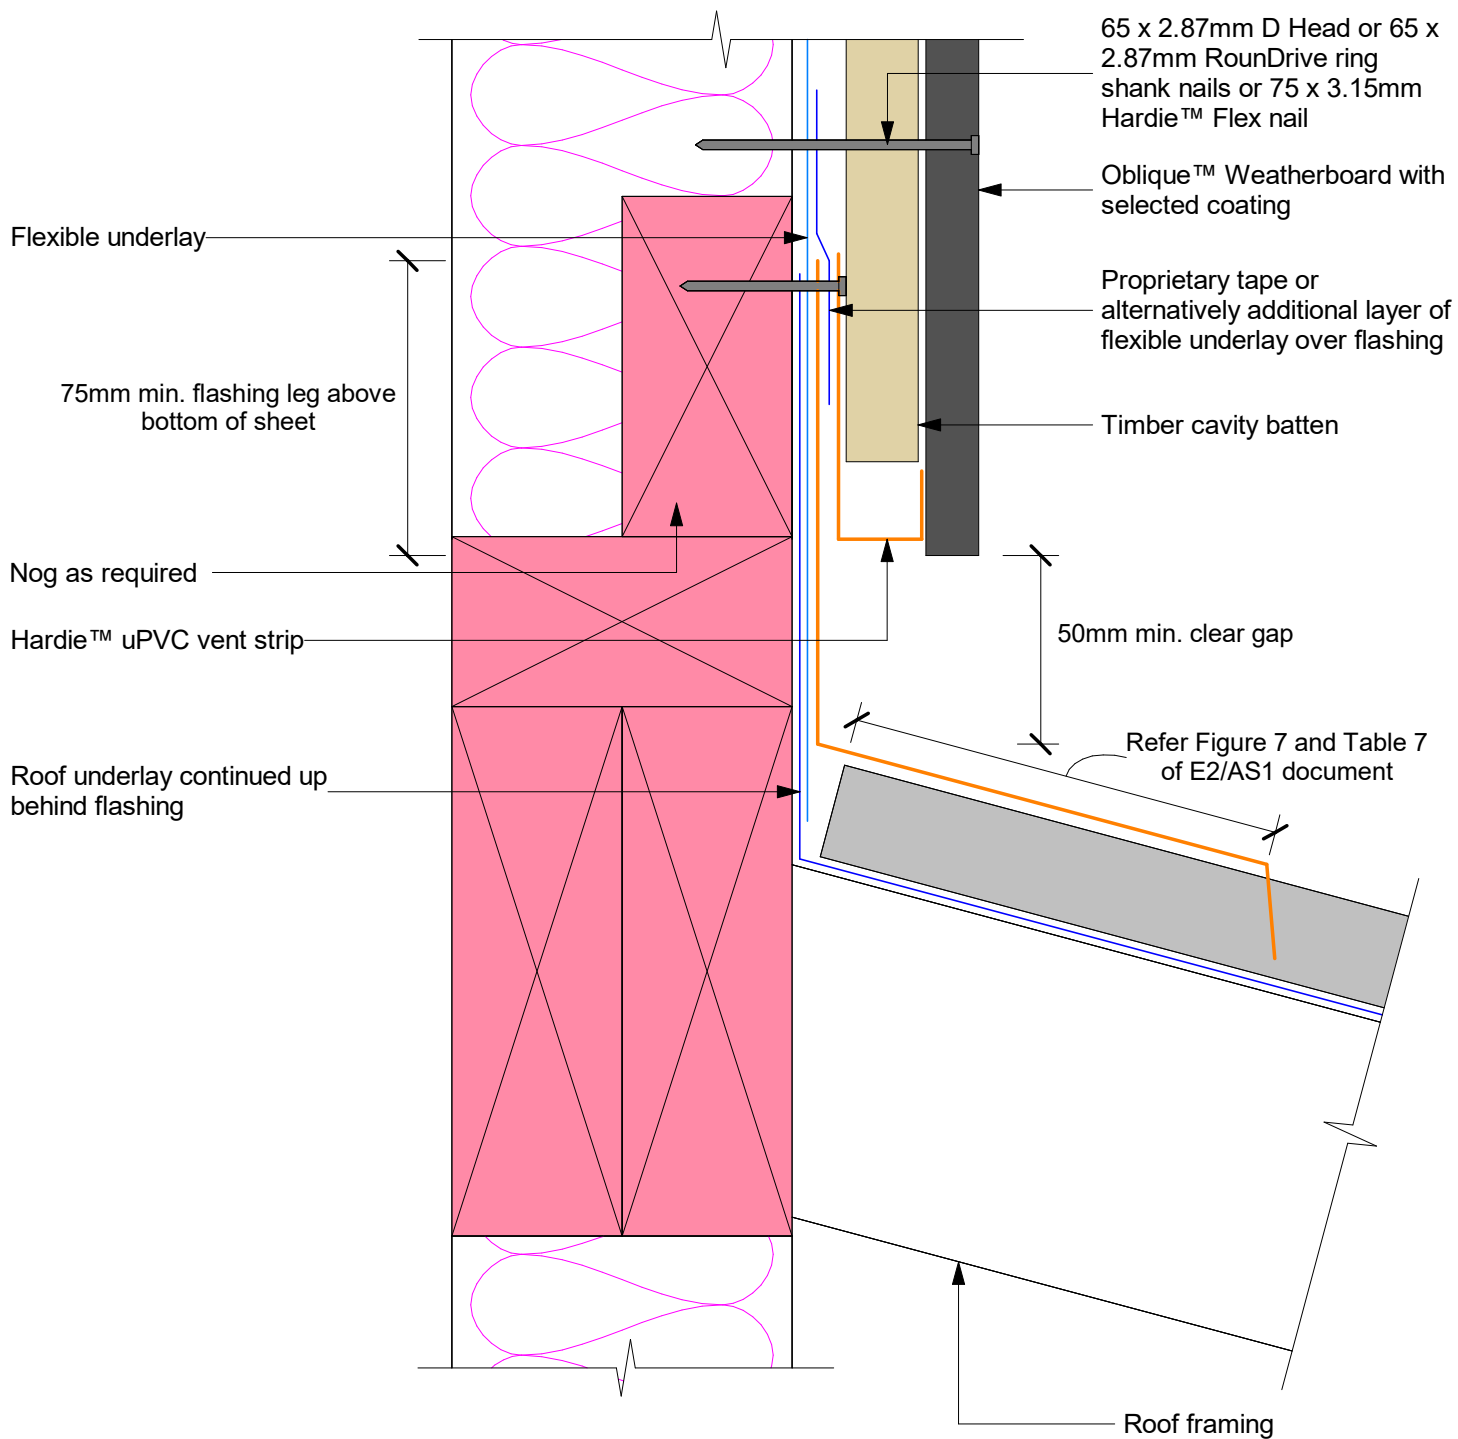 65 x 2.87mm D Head or 65 x
2.87mm RounDrive ring
shank nails or 75 x 3.15mm
Hardie™ Flex nail
Oblique™ Weatherboard with
selected coating
Flexible underlay
Proprietary tape or
alternatively additional layer of
flexible underlay over flashing
75mm min. flashing leg above
bottom of sheet
Timber cavity batten
Nog as required
Hardie™ uPVC vent strip
50mm min. clear gap
Refer Figure 7 and Table 7
of E2/AS1 document
Roof underlay continued up
behind flashing
Roof framing